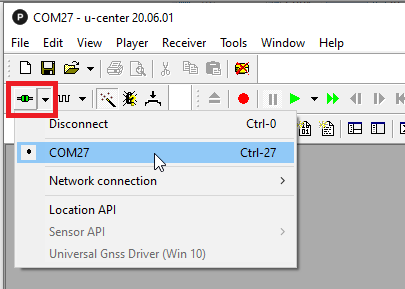 COM27 - u-center 20.06.01
File Edit View Player Receiver Tools Window Help
Disconnect Ctrl-0
COM27 Ctrl-27
Network connection
Location API
Sensor API
Universal Gnss Driver (Win 10)